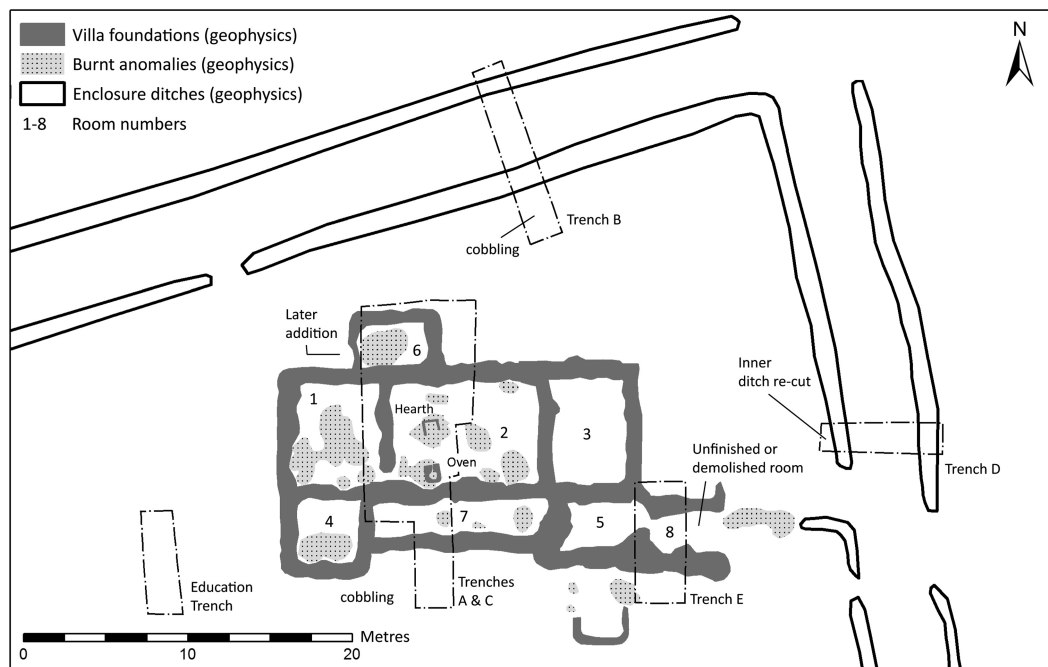 Villa foundations (geophysics)
Burnt anomalies (geophysics)
Enclosure ditches (geophysics)
1-8 Room numbers
N
Trench B
cobbling
Later
addition
6
1
Hearth
2
3
Oven
Inner
ditch re-cut
Trench D
Unfinished or
demolished room
4
7
5
8
Education
Trench
cobbling
Trenches
A & C
Trench E
Metres
0
10
20